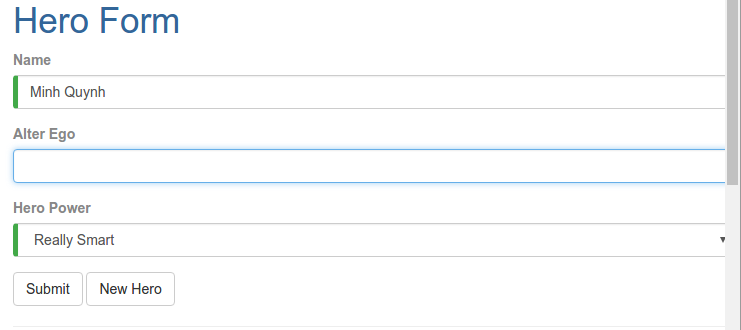 Hero Form
Name
Minh Quynh
Alter Ego
Hero Power
Really Smart
Submit New Hero